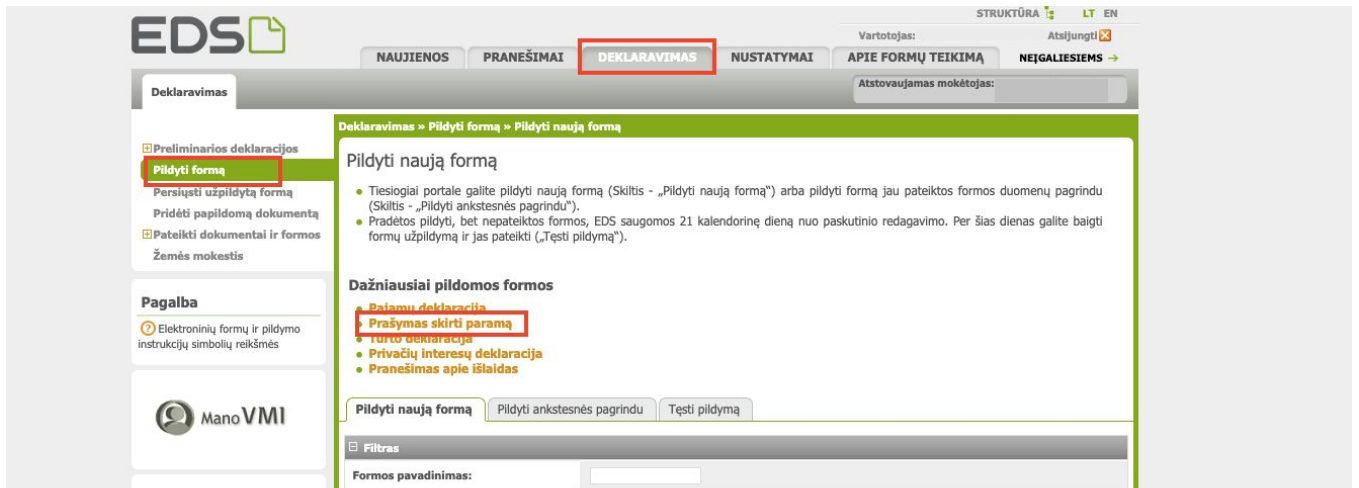 STRUKTŪRA LT EN
EDS
Vartotojas: Atsijungti
NAUJIENOS PRANEŠIMAI DEKLARAVIMAS NUSTATYMAI APIE FORMŲ TEIKIMĄ NEĮGALIESIEMS →
Deklaravimas
Atstovaujamas mokėtojas:
Preliminarios deklaracijos
Pildyti formą
Persiųsti užpildytą formą
Pridėti papildomą dokumentą
Pateikti dokumentai ir formos
Žemės mokestis
Pagalba
Elektroninių formų ir pildymo
instrukcijų simbolių reikšmės
Mano VMI
Deklaravimas » Pildyti formą » Pildyti naują formą
Pildyti naują formą
• Tiesiogiai portale galite pildyti naują formą (Skiltis - „Pildyti naują formą“) arba pildyti formą jau pateiktos formos duomenų pagrindu
(Skiltis - „Pildyti ankstesnės pagrindu“).
• Pradėtos pildyti, bet nepateiktos formos, EDS saugomos 21 kalendorinę dieną nuo paskutinio redagavimo. Per šias dienas galite baigti
formų užpildymą ir jas pateikti („Tęsti pildymą“).
Dažniausiai pildomos formos
• Pajamų deklaracija
• Prašymas skirti paramą
• Turto deklaracija
• Privačių interesų deklaracija
• Pranešimas apie išlaidas
Pildyti naują formą Pildyti ankstesnės pagrindu Tęsti pildymą
Filtras
Formos pavadinimas: